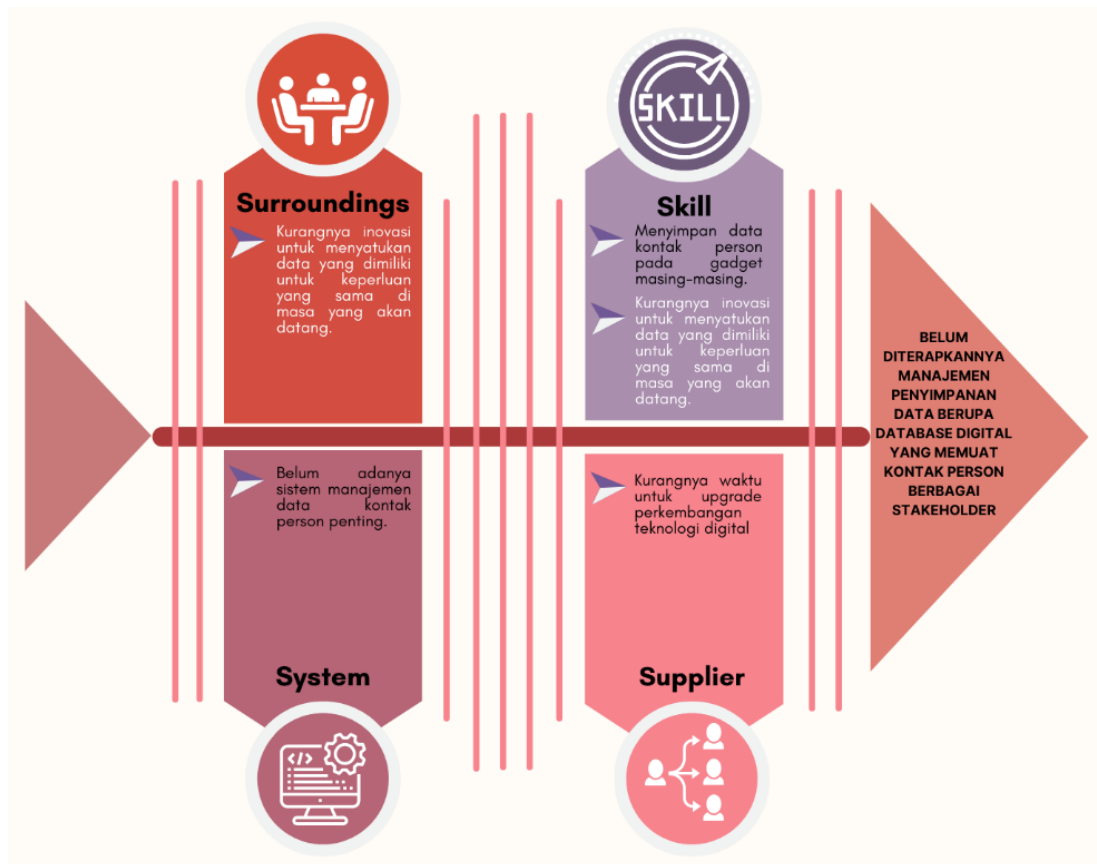 SKILL
Surroundings
Kurangnya inovasi
untuk menyatukan
data yang dimiliki
untuk keperluan
yang sama di
masa yang akan
datang.
Skill
Menyimpan data
kontak person
pada gadget
masing-masing.
Kurangnya inovasi
untuk menyatukan
data yang dimiliki
untuk keperluan
yang sama di
masa yang akan
datang.
BELUM
DITERAPKANNYA
MANAJEMEN
PENYIMPANAN
DATA BERUPA
DATABASE DIGITAL
YANG MEMUAT
KONTAK PERSON
BERBAGAI
STAKEHOLDER
Belum adanya
sistem manajemen
data kontak
person penting.
System
Kurangnya waktu
untuk upgrade
perkembangan
teknologi digital
Supplier